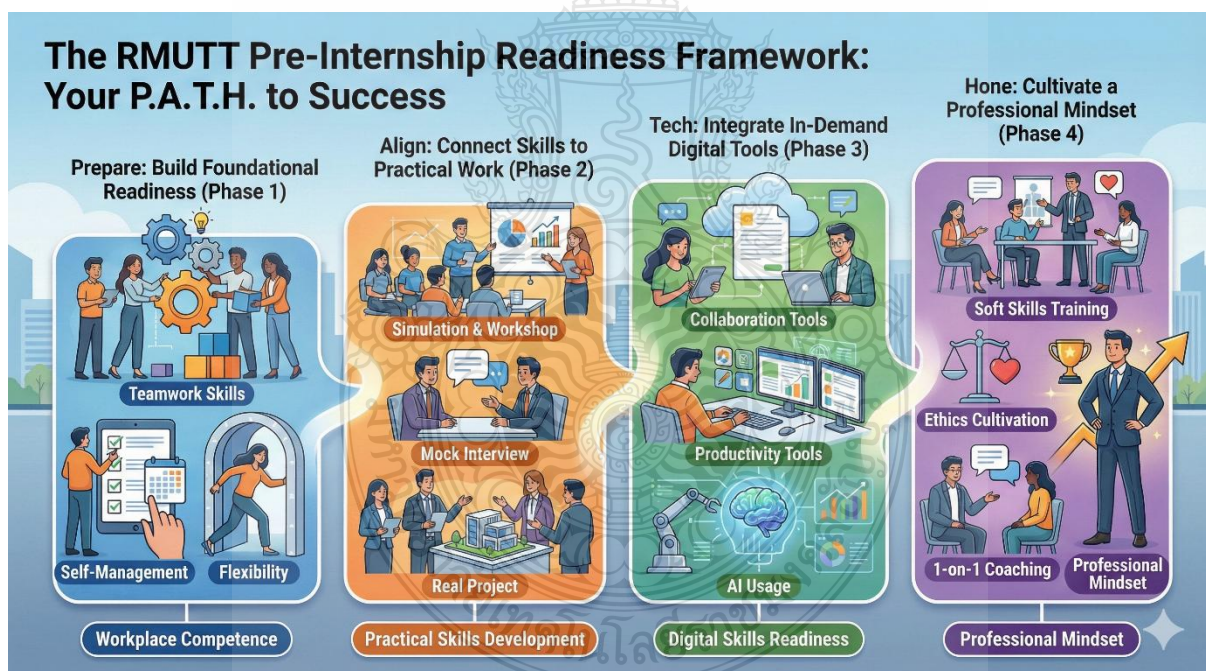 The RMUTT Pre-Internship Readiness Framework:
Your P.A.T.H. to Success
Prepare: Build Foundational
Readiness (Phase 1)
Teamwork Skills
Self-Management
Flexibility
Workplace Competence
Align: Connect Skills to
Practical Work (Phase 2)
Simulation & Workshop
Mock Interview
Real Project
Practical Skills Development
Tech: Integrate In-Demand
Digital Tools (Phase 3)
Collaboration Tools
Productivity Tools
AI Usage
Digital Skills Readiness
Hone: Cultivate a
Professional Mindset
(Phase 4)
Soft Skills Training
Ethics Cultivation
1-on-1 Coaching
Professional
Mindset
Professional Mindset